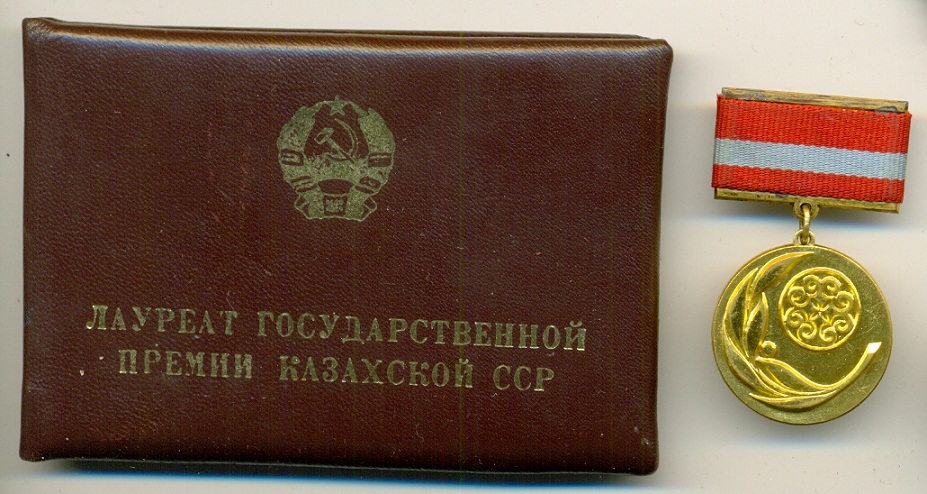 ЛАУРЕАТ ГОСУДАРСТВЕННОЙ
ПРЕМИИ КАЗАХСКОЙ ССР